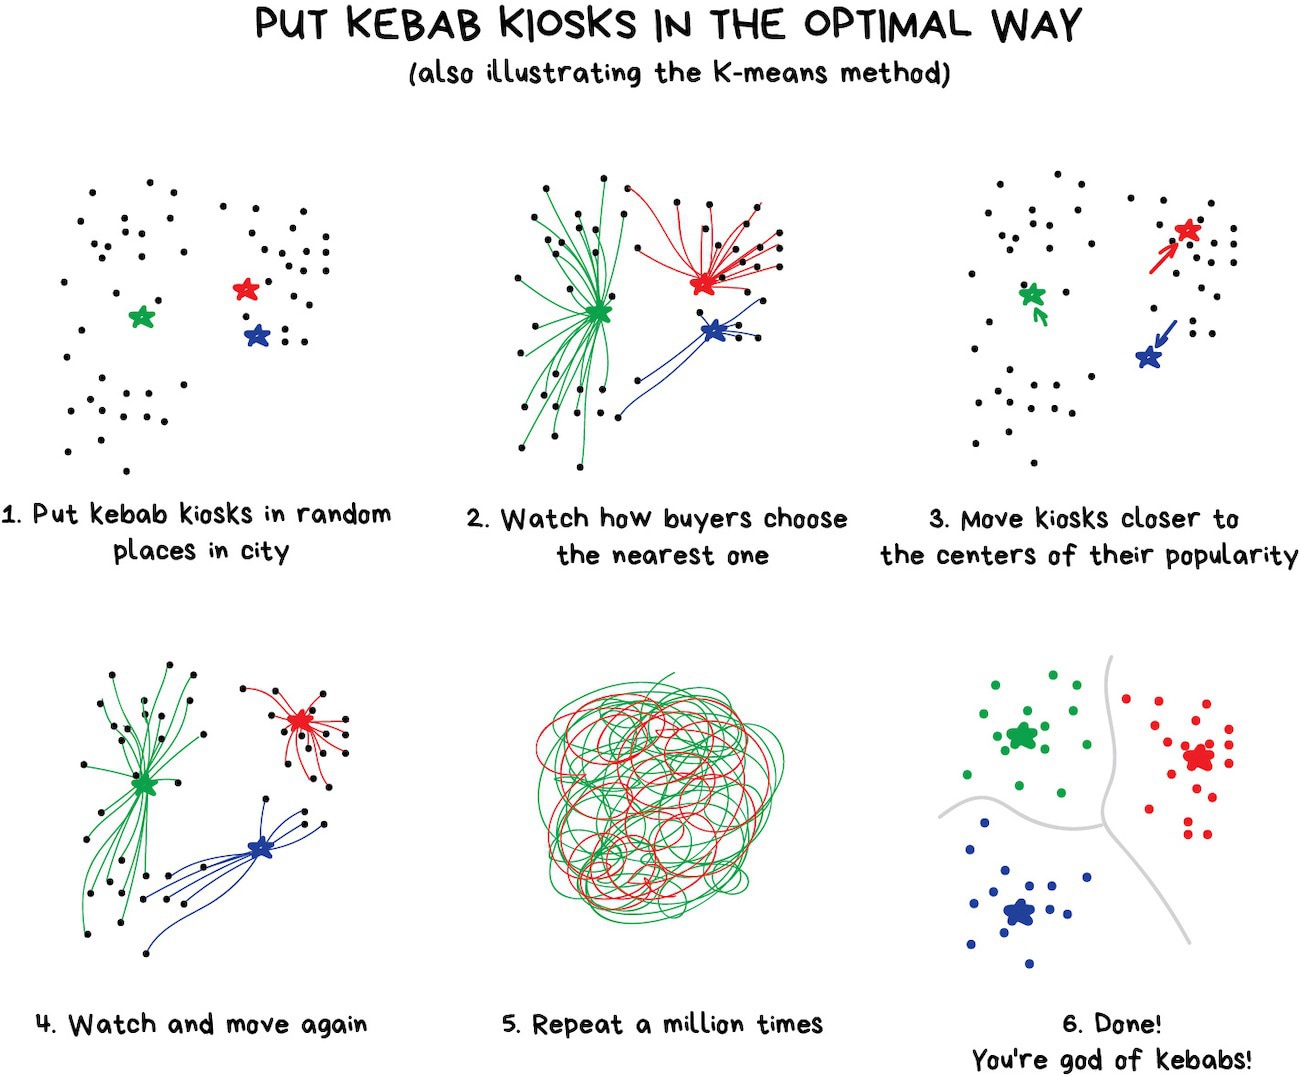 PUT KEBAB KIOSKS IN THE OPTIMAL WAY
(also illustrating the K-means method)
1. Put kebab kiosks in random
places in city
2. Watch how buyers choose
the nearest one
3. Move kiosks closer to
the centers of their popularity
4. Watch and move again
5. Repeat a million times
6. Done!
You're god of kebabs!